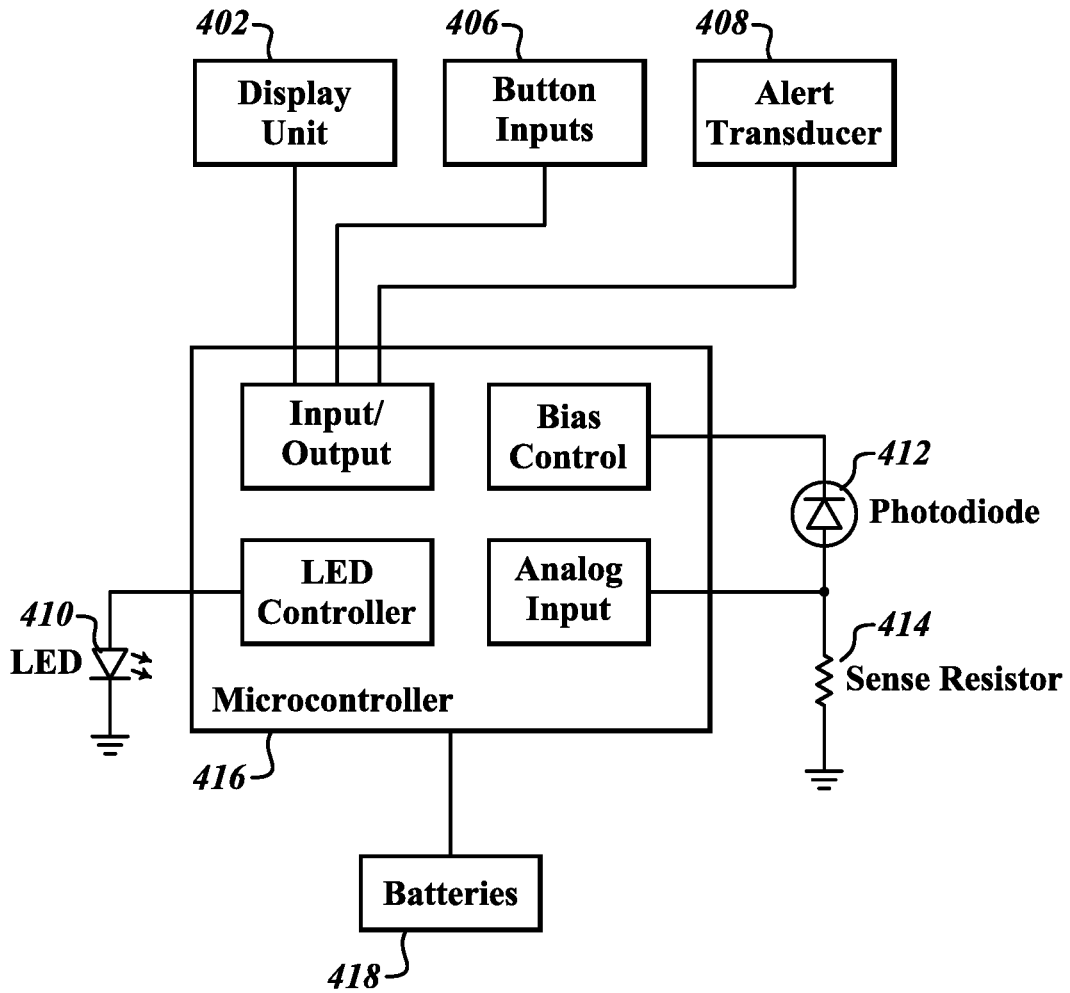 402
406
408
Display
Unit
Button
Inputs
Alert
Transducer
Input/
Output
Bias
Control
412
Photodiode
LED
Controller
Analog
Input
410
LED
414
Sense Resistor
Microcontroller
416
Batteries
418